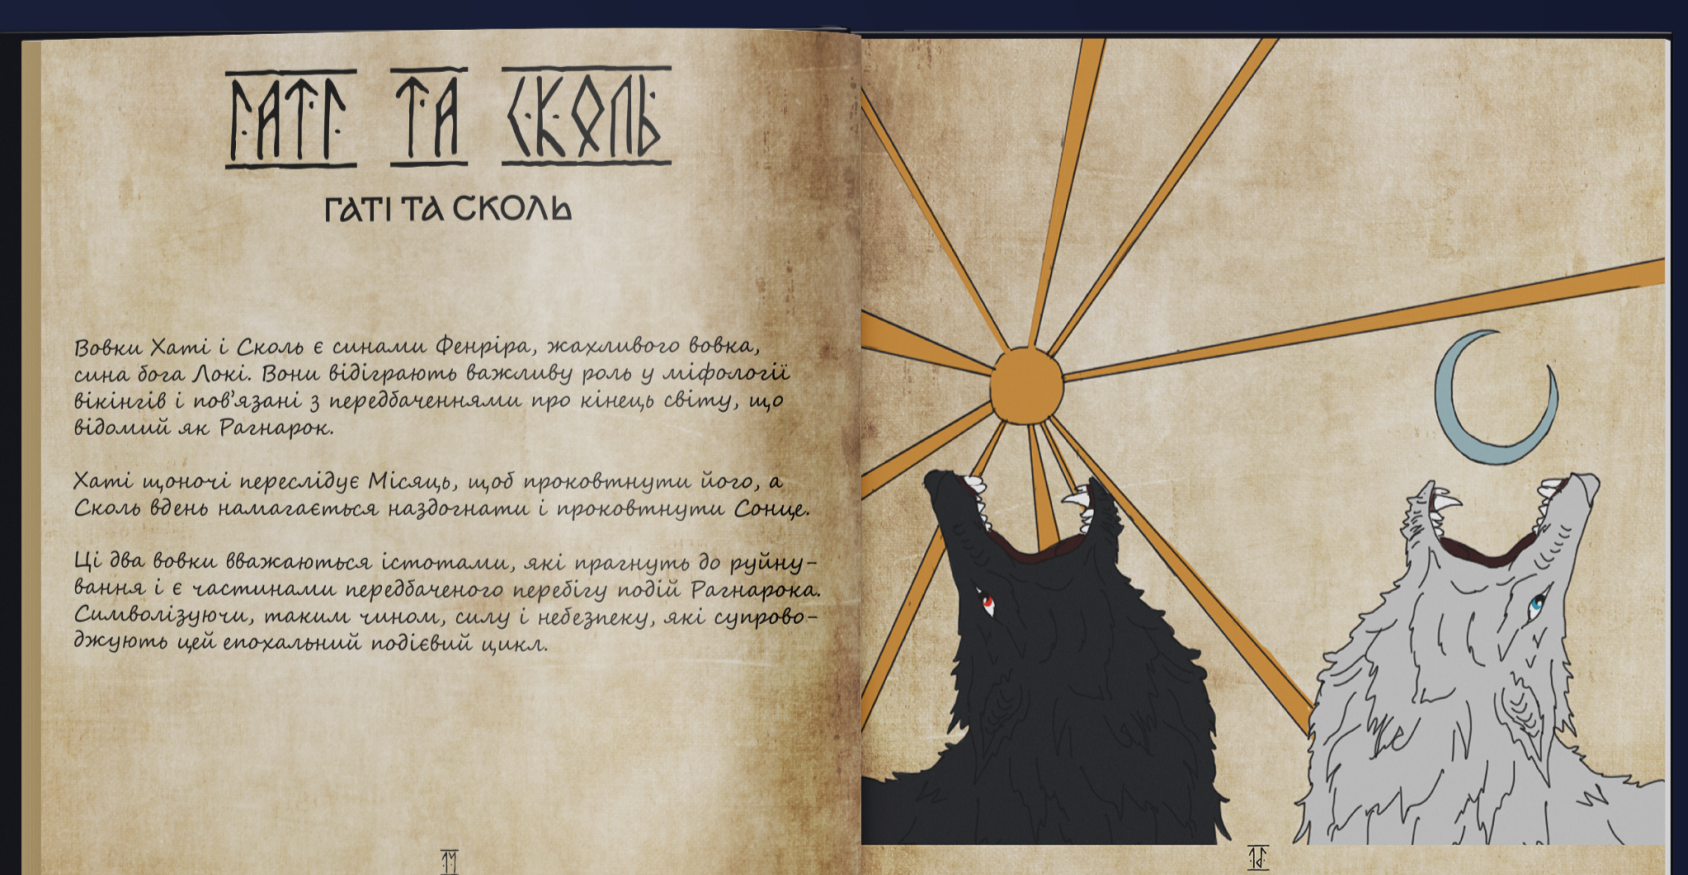 ГАТІ ТА СКОЛЬ
ГАТІ ТА СКОЛЬ
Вовки Хаті і Сколь є синами Фенріра, жахливого вовка,
сина бога Локі. Вони відіграють важливу роль у міфології
вікінгів і пов'язані з передбаченнями про кінець світу, що
відомий як Рагнарок.
Хаті щоночі переслідує Місяць, щоб проковтнути його, а
Сколь вдень намагається наздогнати і проковтнути Сонце.
Ці два вовки вважаються істотами, які прагнуть до руйну-
вання і є частинами передбаченого перебігу подій Рагнарока.
Символізуючи, таким чином, силу і небезпеку, які супрово-
джують цей епохальний подієвий цикл.